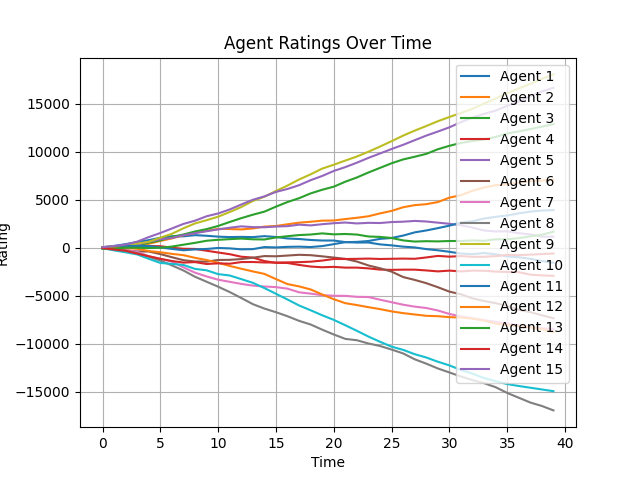 Agent Ratings Over Time
Rating
15000
10000
5000
0
−5000
−10000
−15000
0 5 10 15 20 25 30 35 40
Time
Agent 1
Agent 2
Agent 3
Agent 4
Agent 5
Agent 6
Agent 7
Agent 8
Agent 9
Agent 10
Agent 11
Agent 12
Agent 13
Agent 14
Agent 15